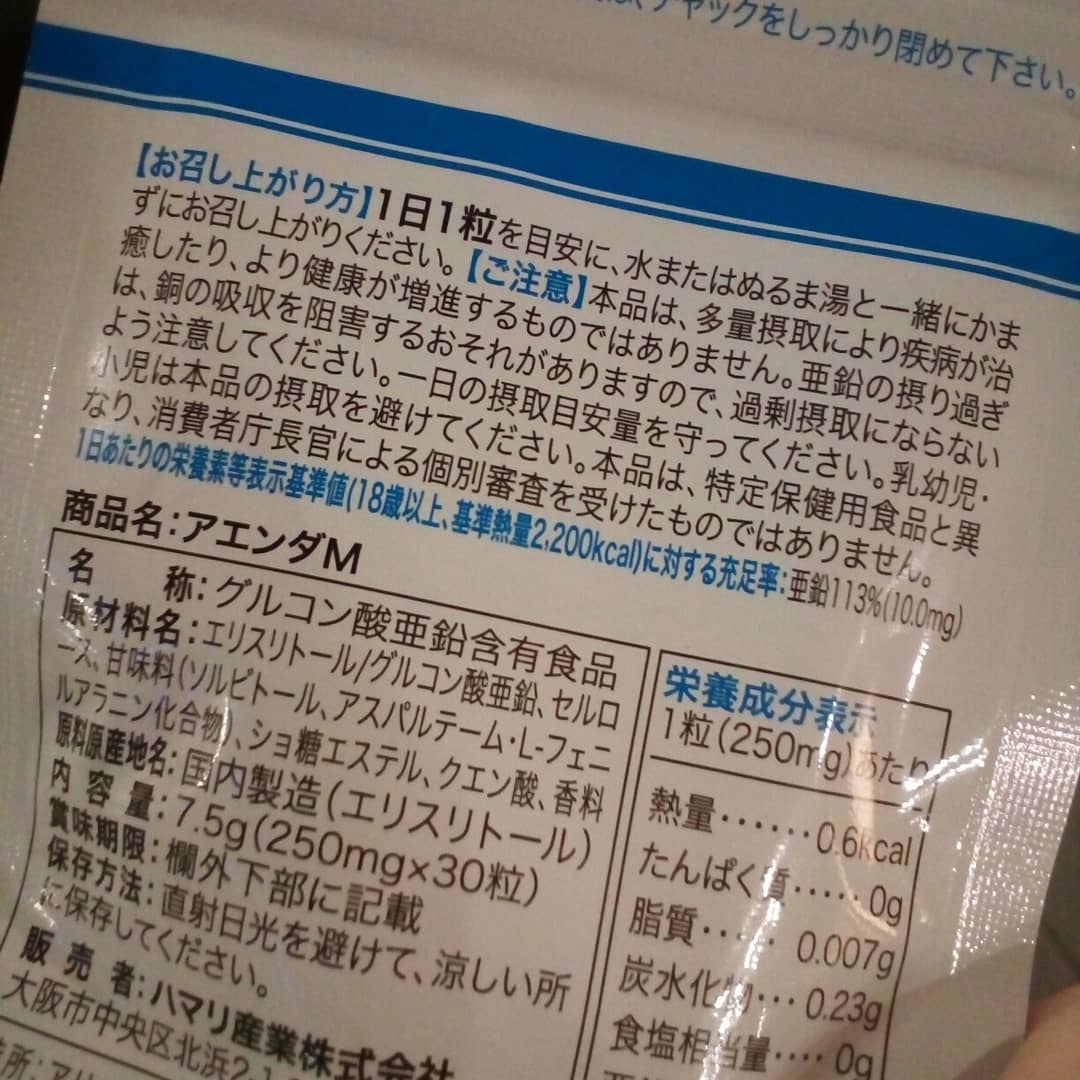 チャックをしっかり閉めて下さい。
【お召し上がり方】1日1粒を目安に、水またはぬるま湯と一緒にかま
ずにお召し上がりください。【ご注意】本品は、多量摂取により疾病が治
癒したり、より健康が増進するものではありません。亜鉛の摂り過ぎ
は、銅の吸収を阻害するおそれがありますので、過剰摂取にならない
よう注意してください。一日の摂取目安量を守ってください。乳幼児・
小児は本品の摂取を避けてください。本品は、特定保健用食品と異
なり、消費者庁長官による個別審査を受けたものではありません。
1日あたりの栄養素等表示基準値(18歳以上、基準熱量2,200kcal)に対する充足率:亜鉛113%(10.0mg)
商品名:アエンダM
名称:グルコン酸亜鉛含有食品
原材料名:エリスリトール/グルコン酸亜鉛、セルロ
ース、甘味料(ソルビトール、アスパルテーム・L-フェニ
ルアラニン化合物)、ショ糖エステル、クエン酸、香料
原料原産地名:国内製造(エリスリトール)
内容量:7.5g(250mg×30粒)
賞味期限:欄外下部に記載
保存方法:直射日光を避けて、涼しい所
に保存してください。
販売者:ハマリ産業株式会社
大阪市中央区北浜2
栄養成分表示
1粒(250mg)あたり
熱量……0.6kcal
たんぱく質……0g
脂質……0.007g
炭水化物…0.23g
食塩相当量……0g